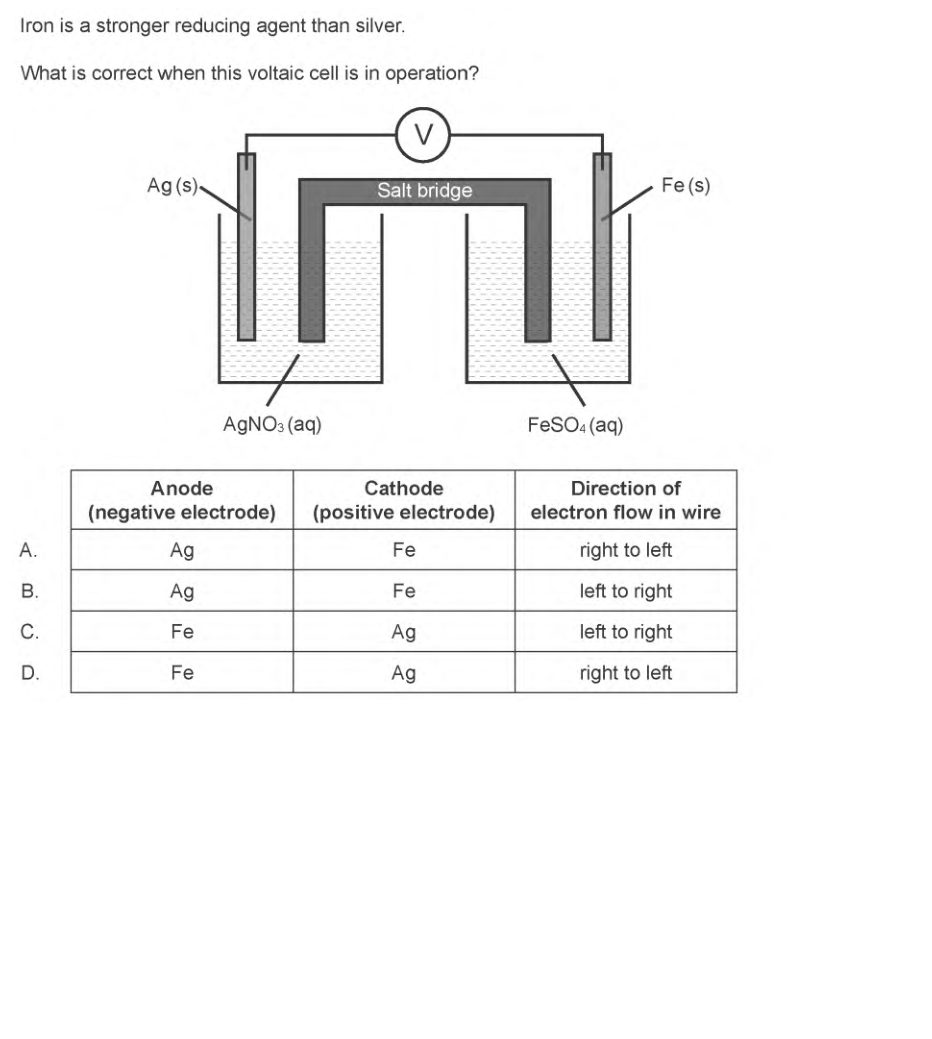 Iron is a stronger reducing agent than silver.
What is correct when this voltaic cell is in operation?
V
Ag (s)
Salt bridge
Fe (s)
AgNO₃ (aq)
FeSO₄ (aq)
Anode (negative electrode) Cathode (positive electrode) Direction of electron flow in wire
A. Ag Fe right to left
B. Ag Fe left to right
C. Fe Ag left to right
D. Fe Ag right to left